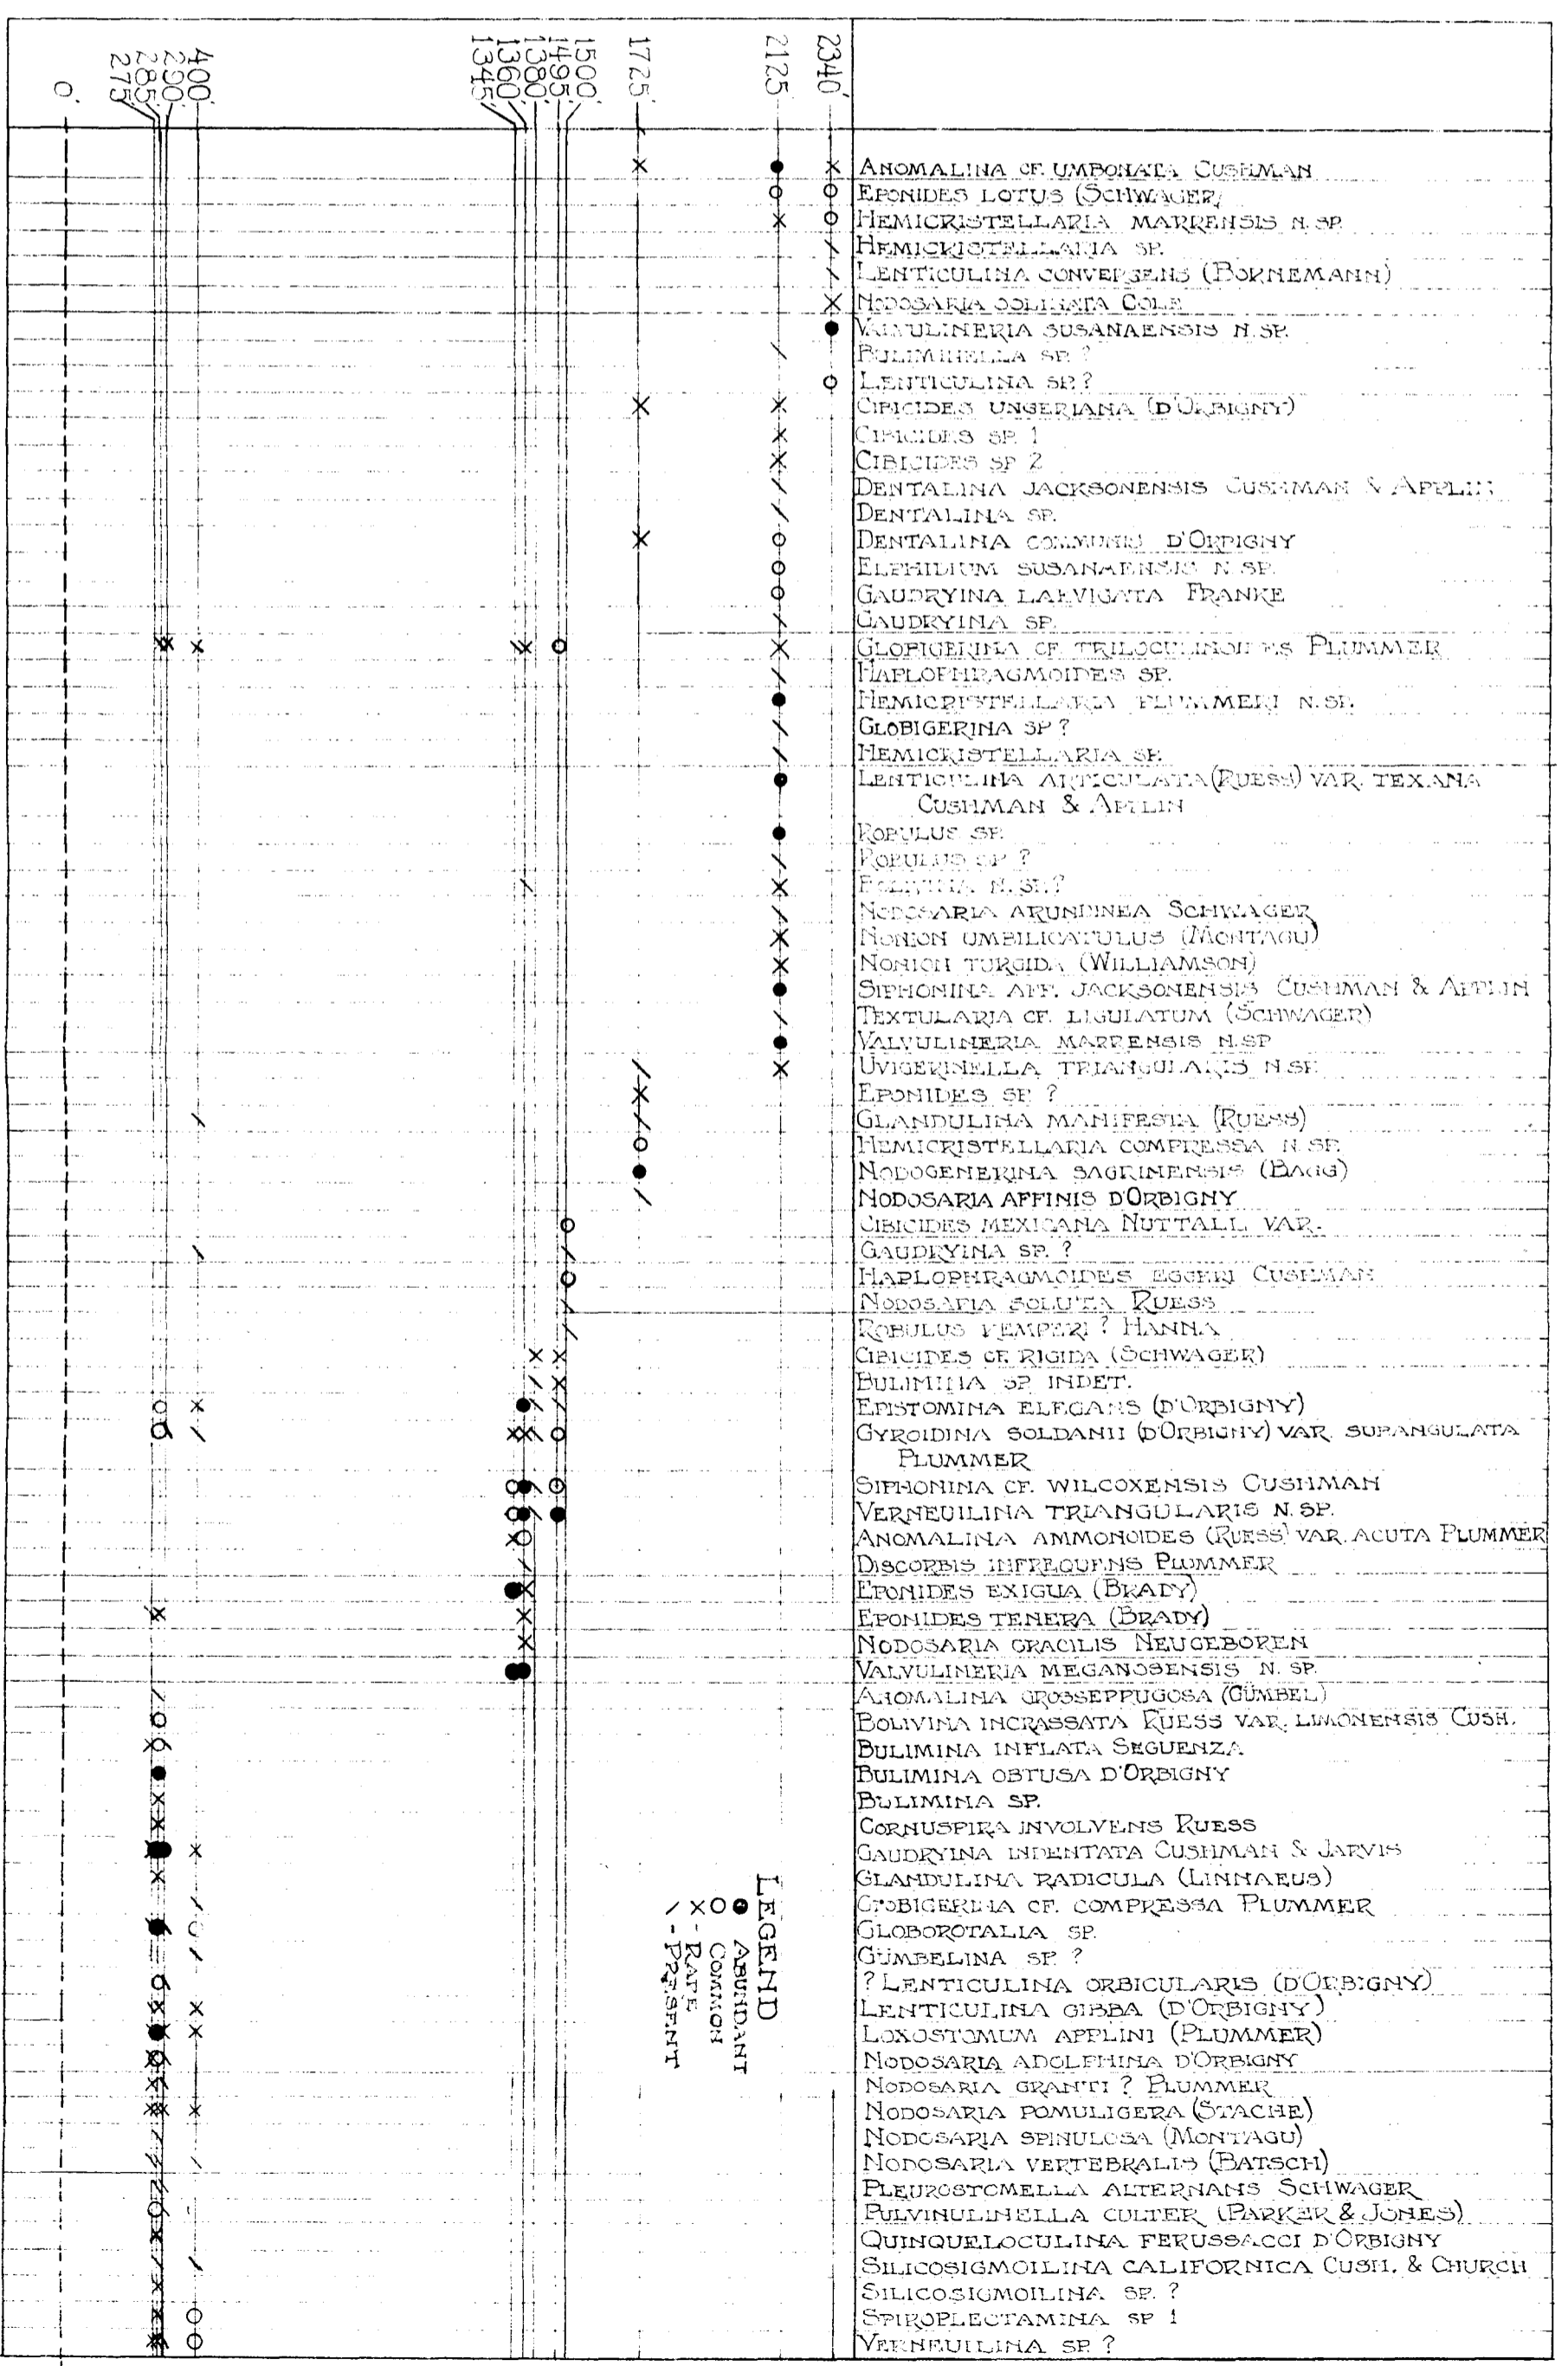 2340'
2125'
1725'
1500'
1495'
1380'
1360'
1345'
400'
290'
285'
275'
0'
ANOMALINA CF. UMBONATA CUSHMAN
EPONIDES LOTUS (SCHWAGER)
HEMICRISTELLARIA MARRENSIS N. SP.
HEMICRISTELLARIA SP.
LENTICULINA CONVERGENS (BORNEMANN)
NODOSARIA COLE
VALVULINERIA SUSANAENSIS N. SP.
BULIMINELLA SP. ?
LENTICULINA SP. ?
CIBICIDES UNGERIANA (D'ORBIGNY)
CIBICIDES SP. 1
CIBICIDES SP. 2
DENTALINA JACKSONENSIS CUSHMAN & APPLIN
DENTALINA SP.
DENTALINA COMMUNIS D'ORBIGNY
ELPHIDIUM SUSANAENSIS N. SP.
GAUDRYINA LAEVIGATA FRANKE
GAUDRYINA SP.
GLOBIGERINA CF. TRILOCULINOIDES PLUMMER
HAPLOPHRAGMOIDES SP.
HEMICRISTELLARIA PLUMMERI N. SP.
GLOBIGERINA SP ?
HEMICRISTELLARIA SP.
LENTICULINA ARTICULATA (RUESS) VAR. TEXANA
CUSHMAN & APPLIN
ROBULUS SP.
ROBULUS SP ?
BOLIVINA N. SP. ?
NODOSARIA ARUNDINEA SCHWAGER
NONION UMBILICATULUS (MONTAGU)
NONION TURGIDA (WILLIAMSON)
SIPHONINA AFF. JACKSONENSIS CUSHMAN & APPLIN
TEXTULARIA CF. LIGULATUM (SCHWAGER)
VALVULINERIA MARRENSIS N. SP
UVIGERINELLA TRIANGULARIS N. SP.
EPONIDES SP ?
GLANDULINA MANIFESTA (RUESS)
HEMICRISTELLARIA COMPRESSA N. SP.
NODOGENERINA SAGRINENSIS (BAGG)
NODOSARIA AFFINIS D'ORBIGNY
CIBICIDES MEXICANA NUTTALL VAR.
GAUDRYINA SP. ?
HAPLOPHRAGMOIDES EGGERI CUSHMAN
NODOSARIA SOLUTA RUESS
ROBULUS KEMPERI ? HANNA
CIBICIDES CF. RIGIDA (SCHWAGER)
BULIMINA SP. INDET.
EPISTOMINA ELEGANS (D'ORBIGNY)
GYROIDINA SOLDANII (D'ORBIGNY) VAR. SUBANGULATA
PLUMMER
SIPHONINA CF. WILCOXENSIS CUSHMAN
VERNEUILINA TRIANGULARIS N. SP.
ANOMALINA AMMONOIDES (RUESS) VAR. ACUTA PLUMMER
DISCORBIS INFREQUENS PLUMMER
EPONIDES EXIGUA (BRADY)
EPONIDES TENERA (BRADY)
NODOSARIA GRACILIS NEUGEBOREN
VALVULINERIA MEGANOSENSIS N. SP.
ANOMALINA GROSSERRUGOSA (GÜMBEL)
BOLIVINA INCRASSATA RUESS VAR. LIMONENSIS CUSH.
BULIMINA INFLATA SEGUENZA
BULIMINA OBTUSA D'ORBIGNY
BULIMINA SP.
CORNUSPIRA INVOLVENS RUESS
GAUDRYINA INDENTATA CUSHMAN & JARVIS
GLANDULINA RADICULA (LINNAEUS)
GLOBIGERINA CF. COMPRESSA PLUMMER
GLOBOROTALIA SP.
GÜMBELINA SP. ?
? LENTICULINA ORBICULARIS (D'ORBIGNY)
LENTICULINA GIBBA (D'ORBIGNY)
LOXOSTOMUM APPLINI (PLUMMER)
NODOSARIA ADOLPHINA D'ORBIGNY
NODOSARIA GRANTI ? PLUMMER
NODOSARIA POMULIGERA (STACHE)
NODOSARIA SPINULOSA (MONTAGU)
NODOSARIA VERTEBRALIS (BATSCH)
PLEUROSTOMELLA ALTERNANS SCHWAGER
PULVINULINELLA CULTER (PARKER & JONES)
QUINQUELOCULINA FERUSSACCI D'ORBIGNY
SILICOSIGMOILINA CALIFORNICA CUSH. & CHURCH
SILICOSIGMOILINA SP. ?
SPIROPLECTAMINA SP 1
VERNEUILINA SP. ?
LEGEND
● ABUNDANT
O COMMON
X - RARE
/ - PRESENT